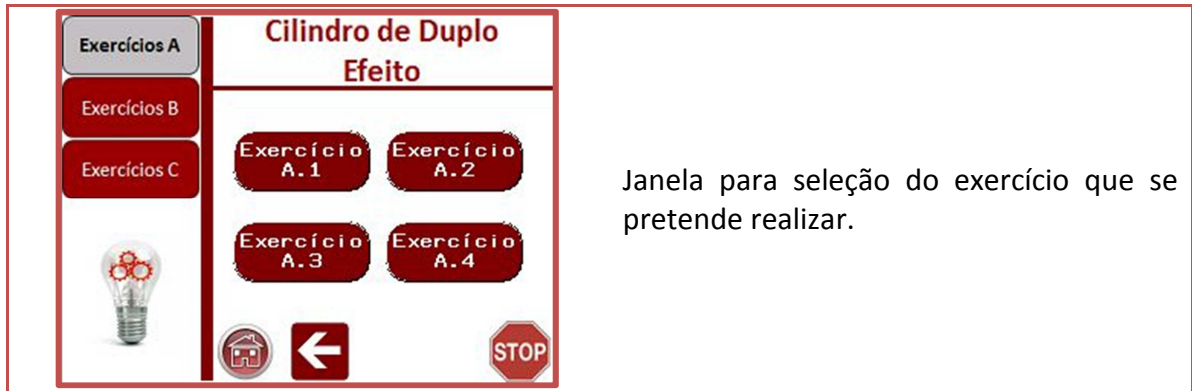 Exercícios A
Exercícios B
Exercícios C
Cilindro de Duplo
Efeito
Exercício
A.1
Exercício
A.2
Exercício
A.3
Exercício
A.4
STOP
Janela para seleção do exercício que se
pretende realizar.